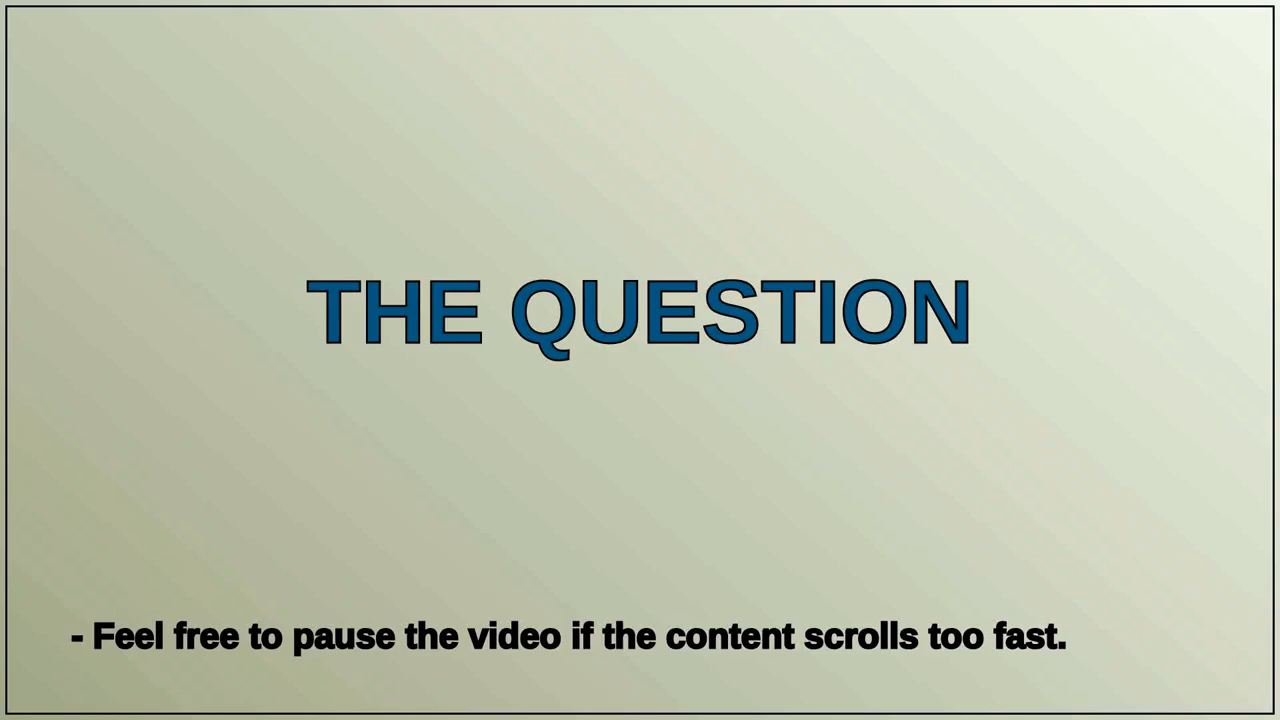 THE QUESTION
- Feel free to pause the video if the content scrolls too fast.